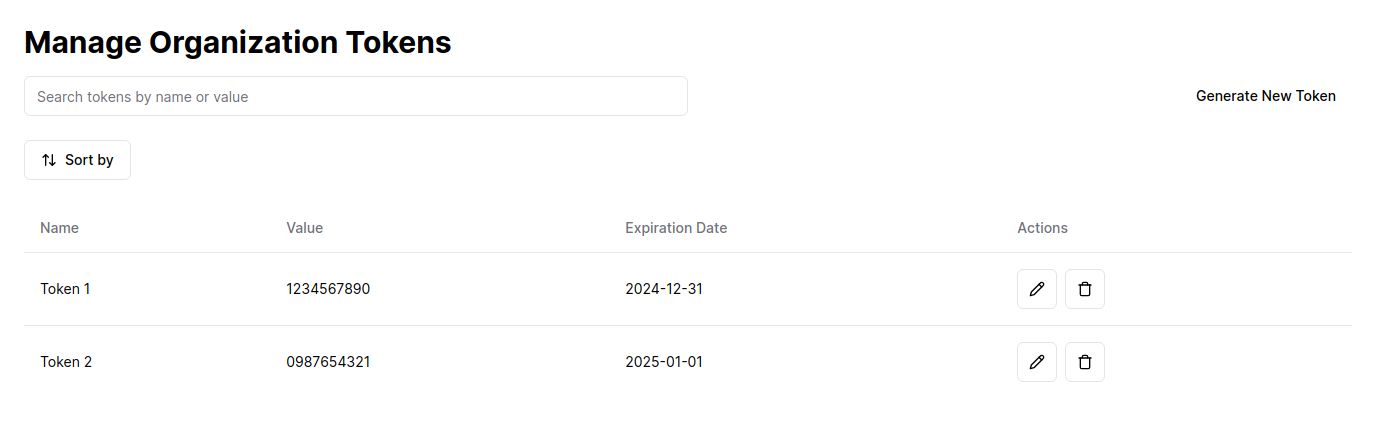 Manage Organization Tokens
Search tokens by name or value
Generate New Token
Sort by
Name Value Expiration Date Actions
Token 1 1234567890 2024-12-31
Token 2 0987654321 2025-01-01